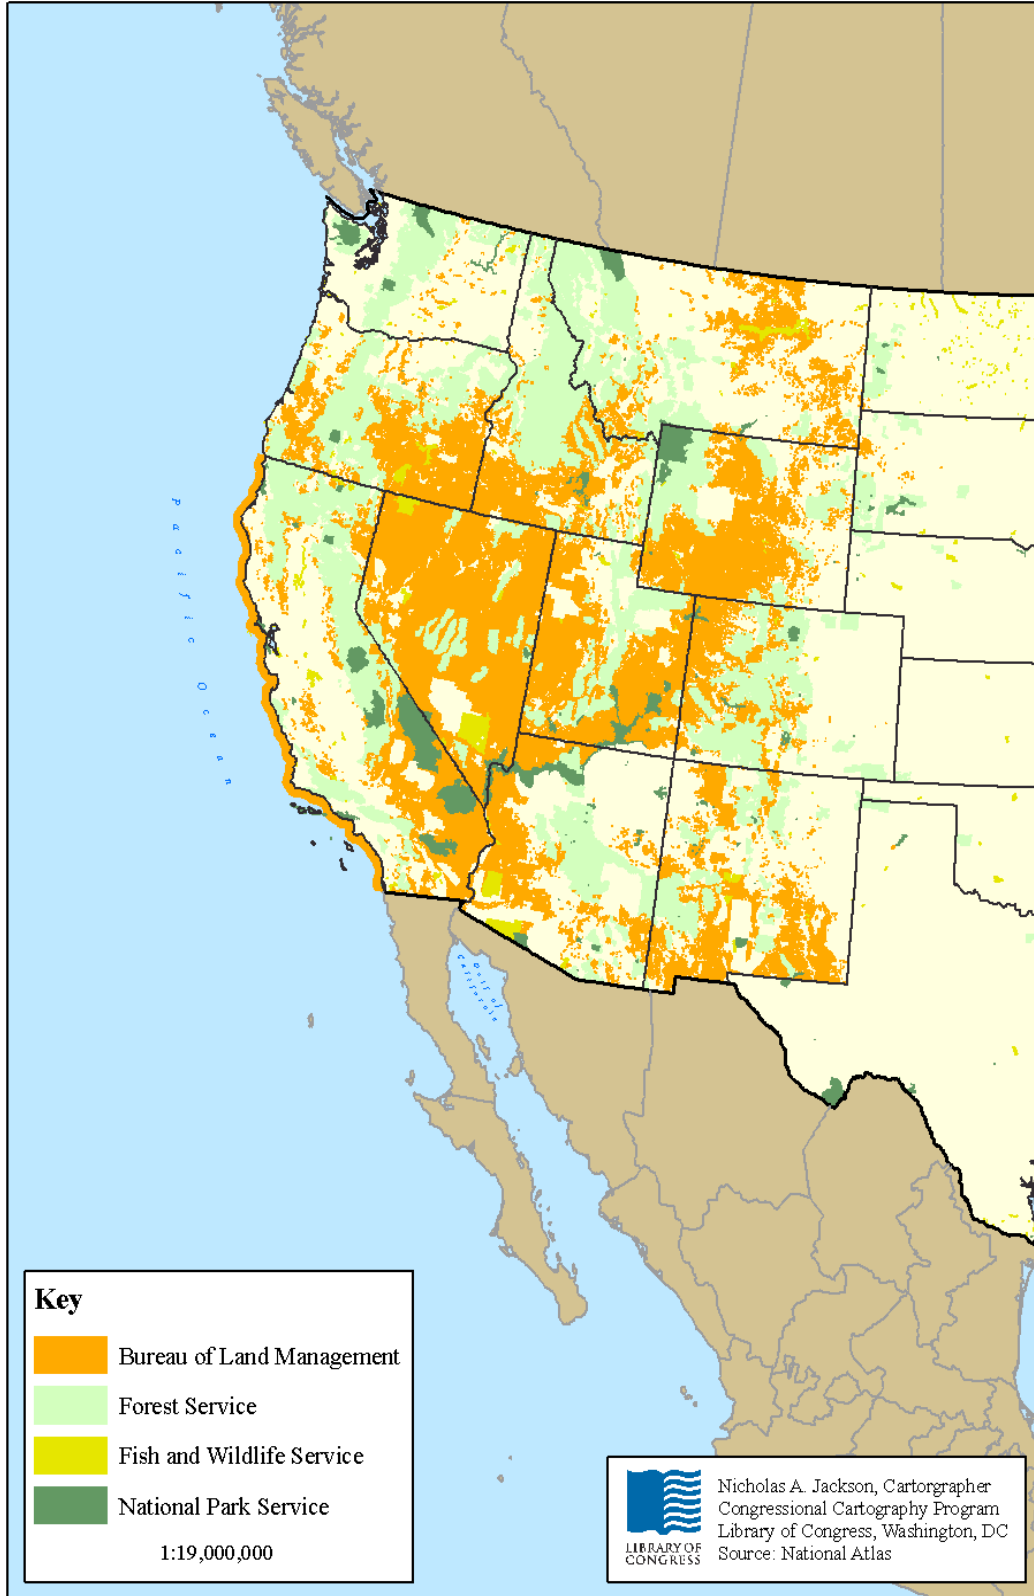 Pacific Ocean
Gulf of
California
Key
Bureau of Land Management
Forest Service
Fish and Wildlife Service
National Park Service
1:19,000,000
LIBRARY OF
CONGRESS
Nicholas A. Jackson, Cartorgrapher
Congressional Cartography Program
Library of Congress, Washington, DC
Source: National Atlas